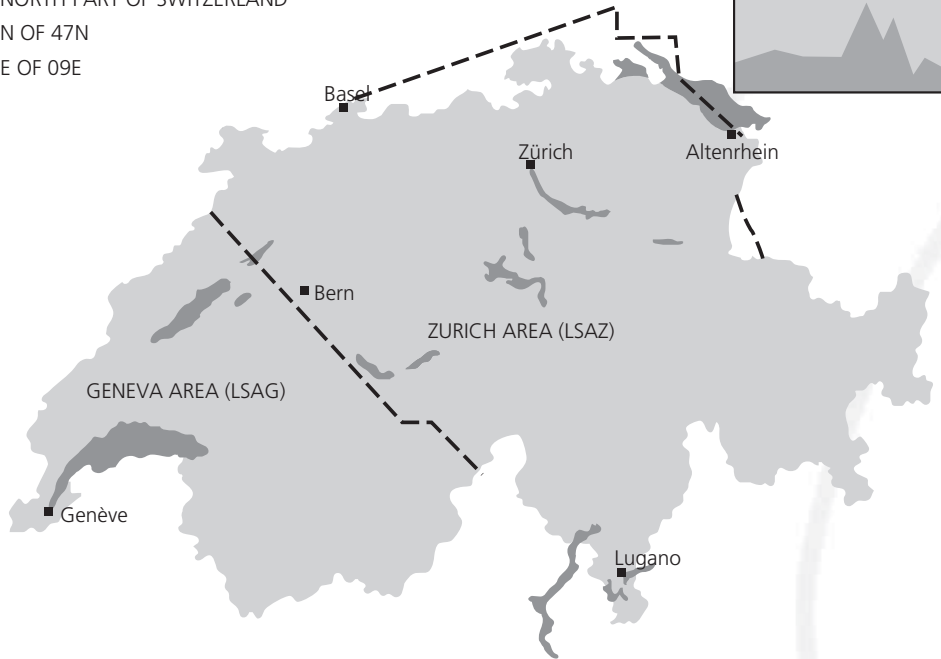 NORTH PART OF SWITZERLAND
N OF 47N
E OF 09E
Basel
Zürich
Altenrhein
Bern
ZURICH AREA (LSAZ)
GENEVA AREA (LSAG)
Genève
Lugano